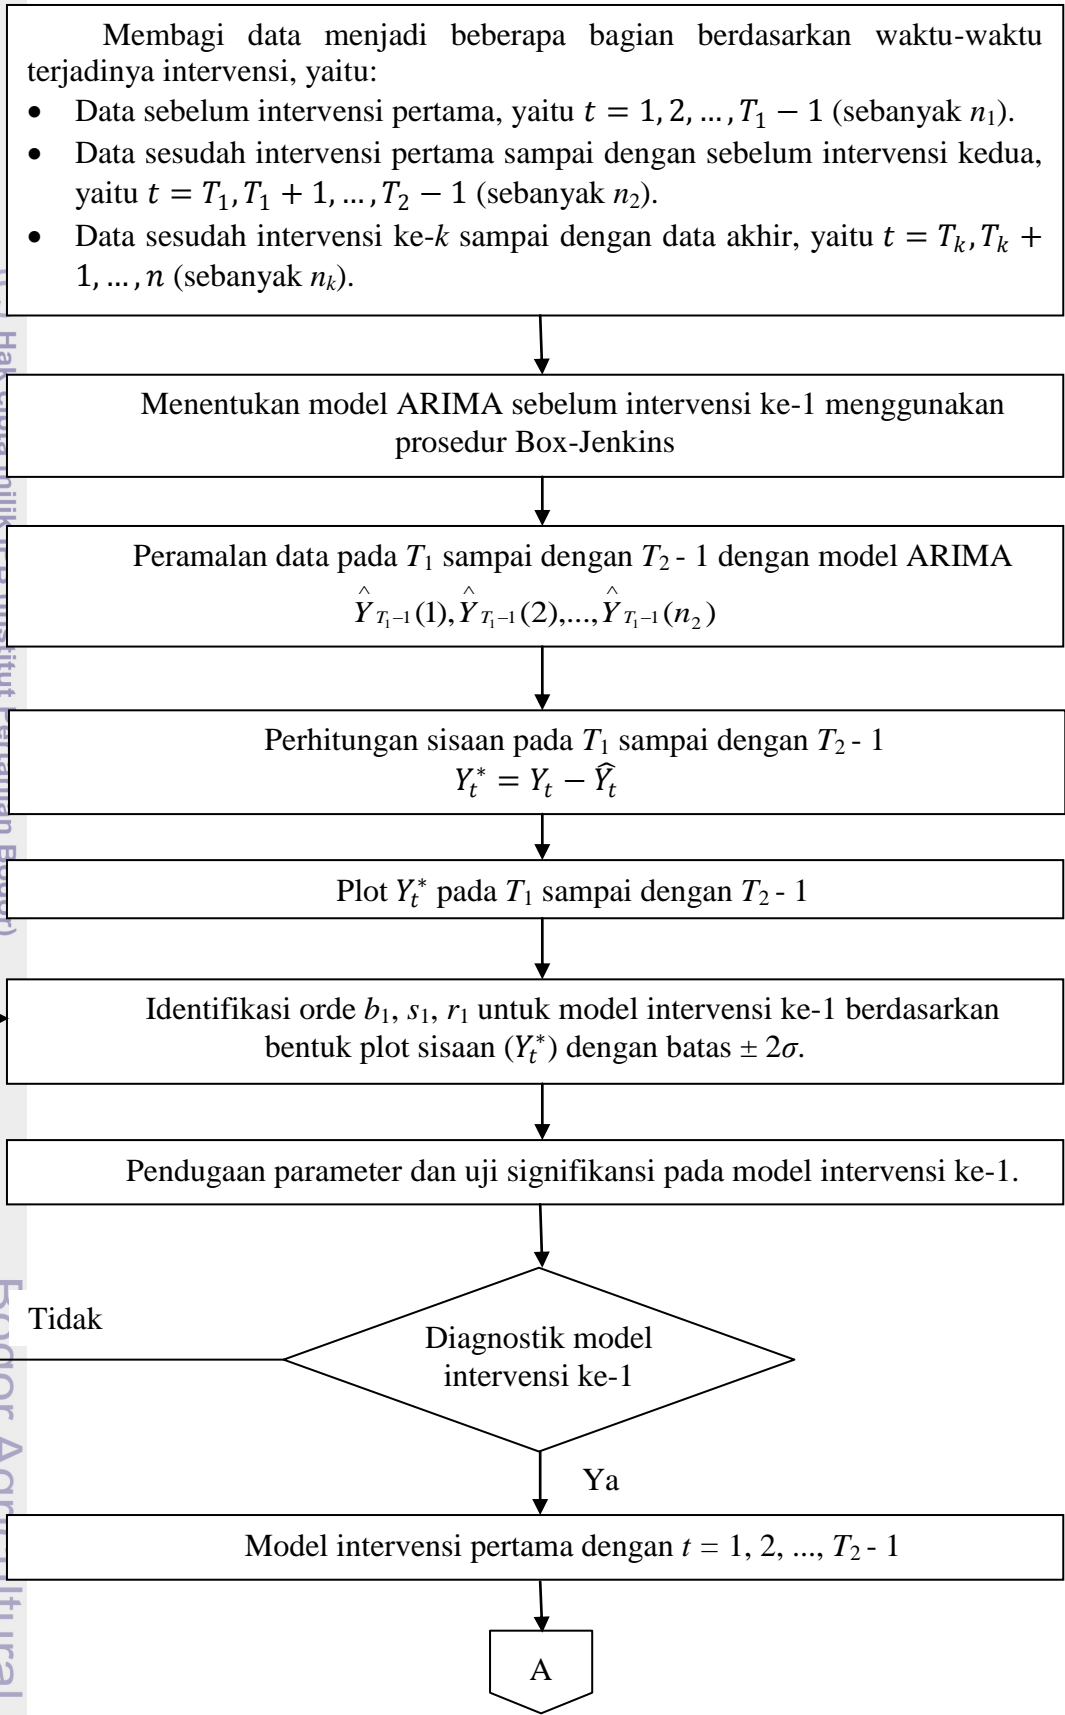 Membagi data menjadi beberapa bagian berdasarkan waktu-waktu
terjadinya intervensi, yaitu:
• Data sebelum intervensi pertama, yaitu t = 1, 2, … , T₁ − 1 (sebanyak n₁).
• Data sesudah intervensi pertama sampai dengan sebelum intervensi kedua,
yaitu t = T₁, T₁ + 1, … , T₂ − 1 (sebanyak n₂).
• Data sesudah intervensi ke-k sampai dengan data akhir, yaitu t = Tₖ, Tₖ +
1, … , n (sebanyak nₖ).
Menentukan model ARIMA sebelum intervensi ke-1 menggunakan
prosedur Box-Jenkins
Peramalan data pada T₁ sampai dengan T₂ - 1 dengan model ARIMA
Ŷ_{T₁−1}(1), Ŷ_{T₁−1}(2),..., Ŷ_{T₁−1}(n₂)
Perhitungan sisaan pada T₁ sampai dengan T₂ - 1
Yₜ* = Yₜ − Ŷₜ
Plot Yₜ* pada T₁ sampai dengan T₂ - 1
Identifikasi orde b₁, s₁, r₁ untuk model intervensi ke-1 berdasarkan
bentuk plot sisaan (Yₜ*) dengan batas ± 2σ.
Pendugaan parameter dan uji signifikansi pada model intervensi ke-1.
Tidak
Diagnostik model
intervensi ke-1
Ya
Model intervensi pertama dengan t = 1, 2, ..., T₂ - 1
A
Bogor Agricultural